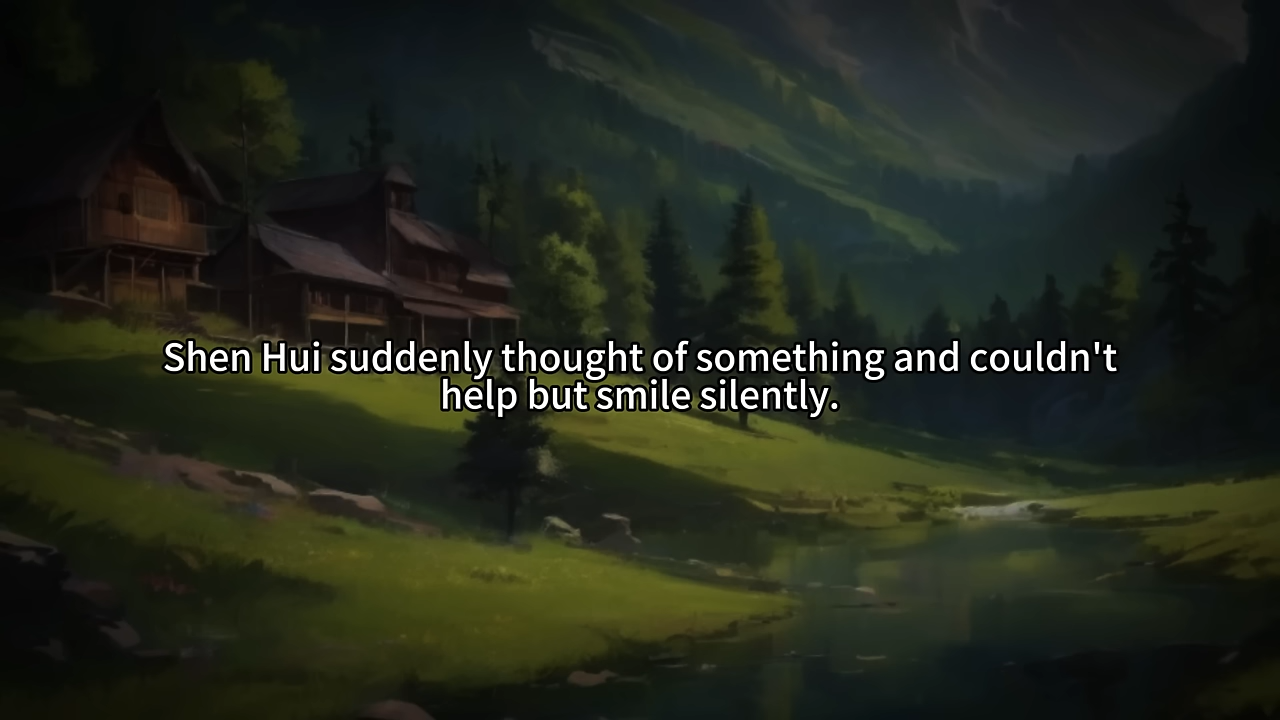 Shen Hui suddenly thought of something and couldn't
help but smile silently.